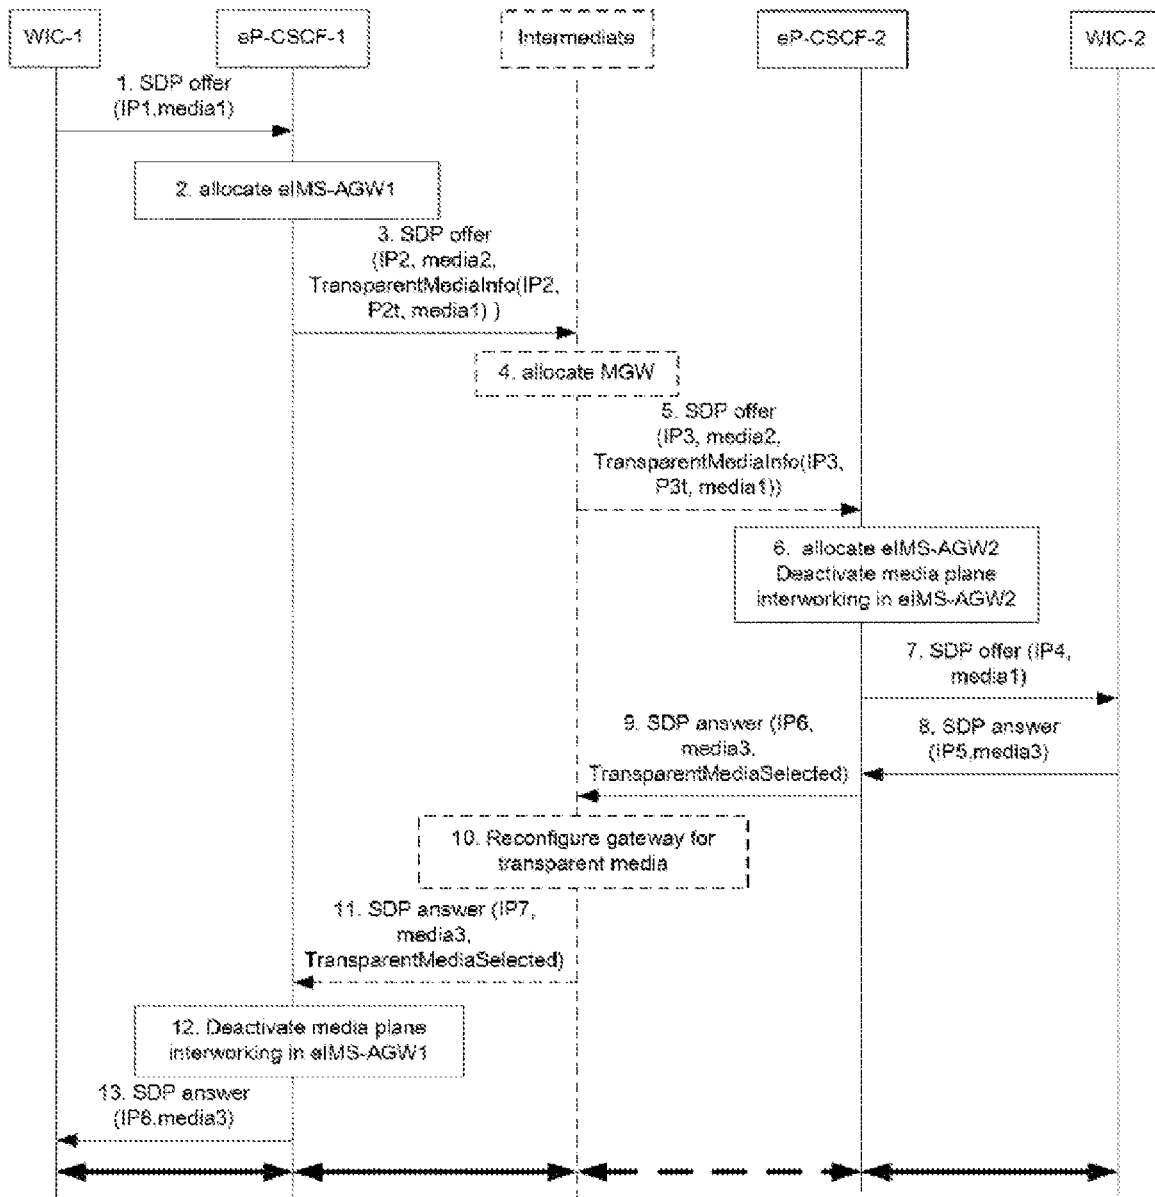 WIC-1
eP-CSCF-1
Intermediate
eP-CSCF-2
WIC-2
1. SDP offer
(IP1,media1)
2. allocate eIMS-AGW1
3. SDP offer
(IP2, media2,
TransparentMediaInfo(IP2,
P2t, media1) )
4. allocate MGW
5. SDP offer
(IP3, media2,
TransparentMediaInfo(IP3,
P3t, media1))
6. allocate eIMS-AGW2
Deactivate media plane
interworking in eIMS-AGW2
7. SDP offer (IP4,
media1)
8. SDP answer
(IP5,media3)
9. SDP answer (IP6,
media3,
TransparentMediaSelected)
10. Reconfigure gateway for
transparent media
11. SDP answer (IP7,
media3,
TransparentMediaSelected)
12. Deactivate media plane
interworking in eIMS-AGW1
13. SDP answer
(IP8,media3)